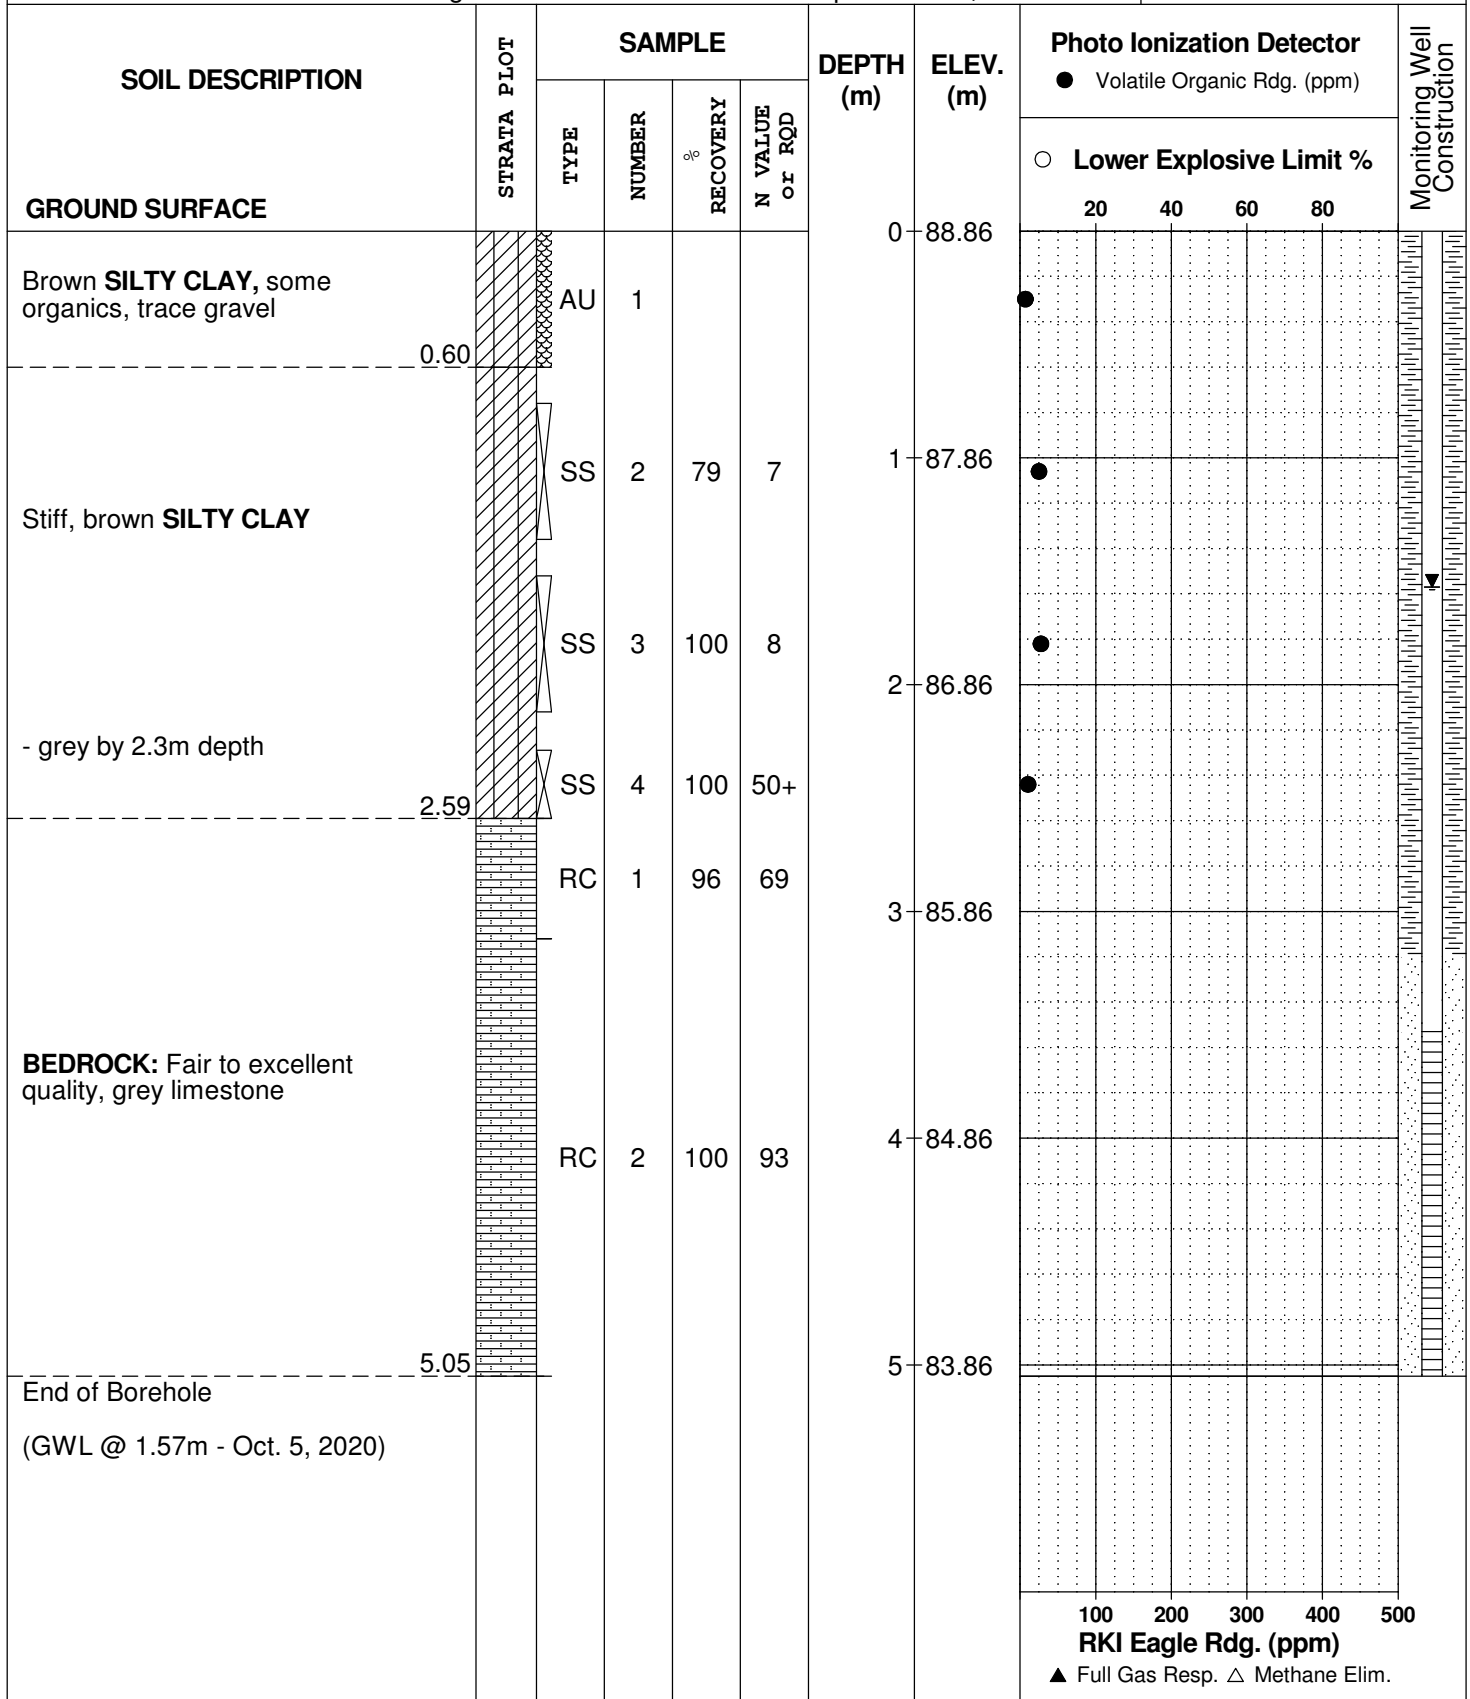 SOIL DESCRIPTION
GROUND SURFACE
STRATA PLOT
SAMPLE
TYPE
NUMBER
%
RECOVERY
N VALUE
or RQD
DEPTH
(m)
ELEV.
(m)
Photo Ionization Detector
● Volatile Organic Rdg. (ppm)
○ Lower Explosive Limit %
20 40 60 80
Monitoring Well
Construction
0 88.86
Brown SILTY CLAY, some
organics, trace gravel
AU 1
0.60
1 87.86
SS 2 79 7
Stiff, brown SILTY CLAY
SS 3 100 8
2 86.86
- grey by 2.3m depth
SS 4 100 50+
2.59
RC 1 96 69
3 85.86
BEDROCK: Fair to excellent
quality, grey limestone
4 84.86
RC 2 100 93
5.05
5 83.86
End of Borehole
(GWL @ 1.57m - Oct. 5, 2020)
100 200 300 400 500
RKI Eagle Rdg. (ppm)
▲ Full Gas Resp. △ Methane Elim.